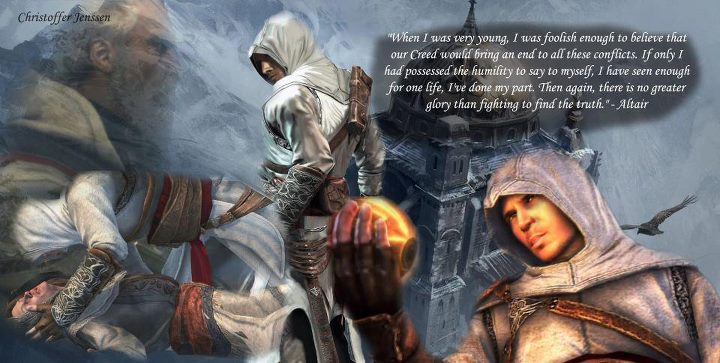 Christoffer Jenssen
"When I was very young, I was foolish enough to believe that
our Creed would bring an end to all these conflicts. If only I
had possessed the humility to say to myself, I have seen enough
for one life, I've done my part. Then again, there is no greater
glory than fighting to find the truth." - Altair